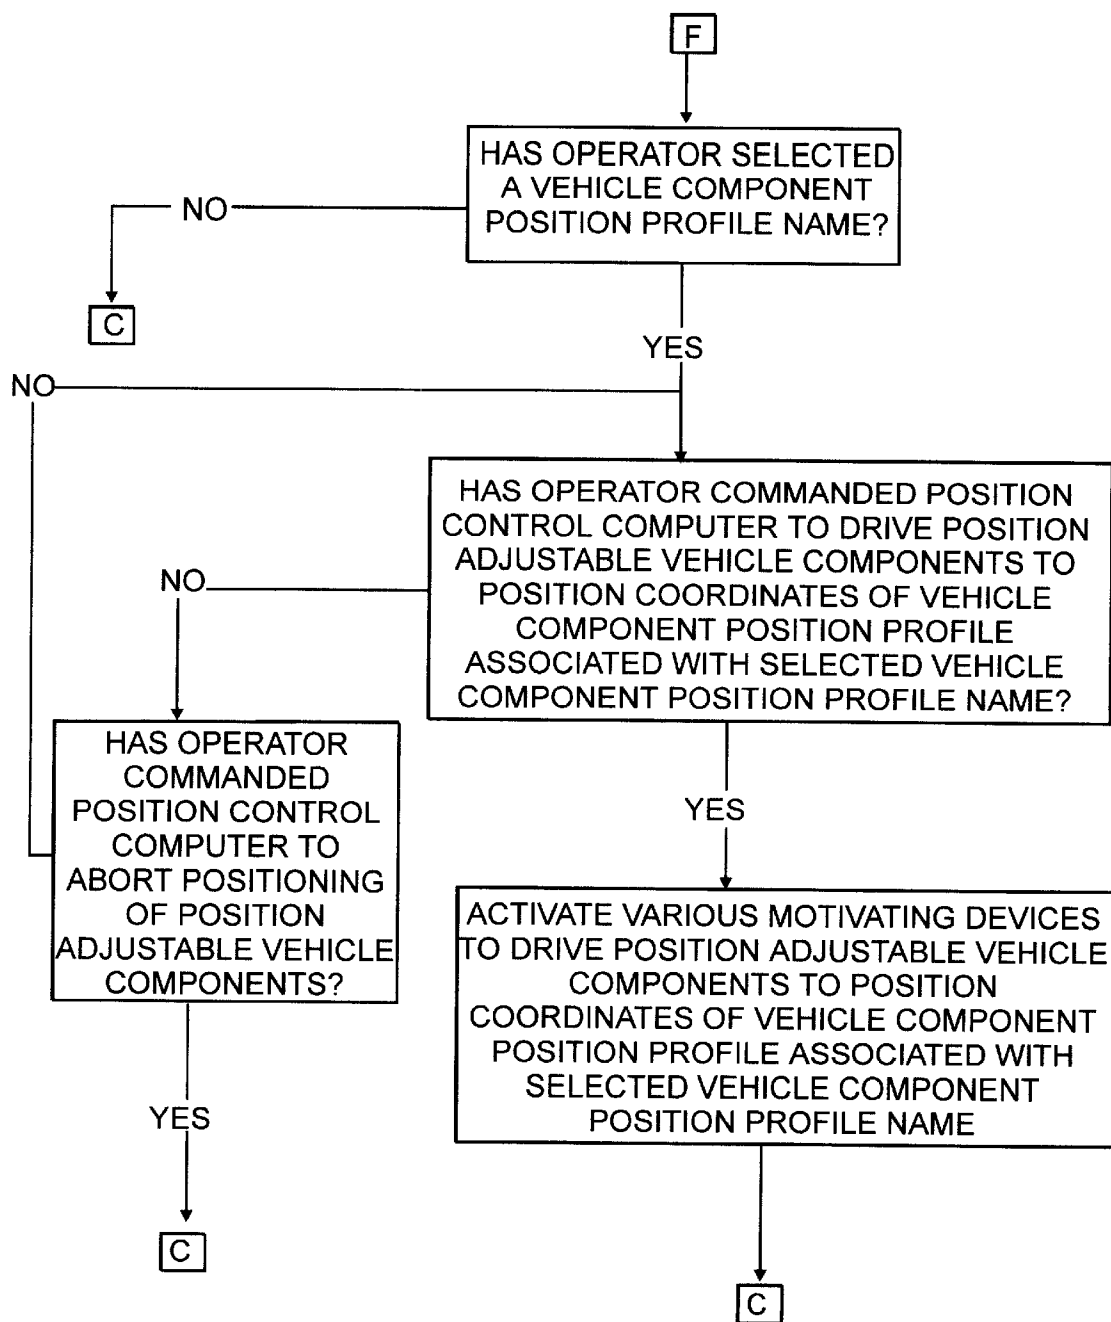 F
HAS OPERATOR SELECTED
A VEHICLE COMPONENT
POSITION PROFILE NAME?
NO
C
YES
NO
HAS OPERATOR COMMANDED POSITION
CONTROL COMPUTER TO DRIVE POSITION
ADJUSTABLE VEHICLE COMPONENTS TO
POSITION COORDINATES OF VEHICLE
COMPONENT POSITION PROFILE
ASSOCIATED WITH SELECTED VEHICLE
COMPONENT POSITION PROFILE NAME?
NO
HAS OPERATOR
COMMANDED
POSITION CONTROL
COMPUTER TO
ABORT POSITIONING
OF POSITION
ADJUSTABLE VEHICLE
COMPONENTS?
YES
ACTIVATE VARIOUS MOTIVATING DEVICES
TO DRIVE POSITION ADJUSTABLE VEHICLE
COMPONENTS TO POSITION
COORDINATES OF VEHICLE COMPONENT
POSITION PROFILE ASSOCIATED WITH
SELECTED VEHICLE COMPONENT
POSITION PROFILE NAME
YES
C
C